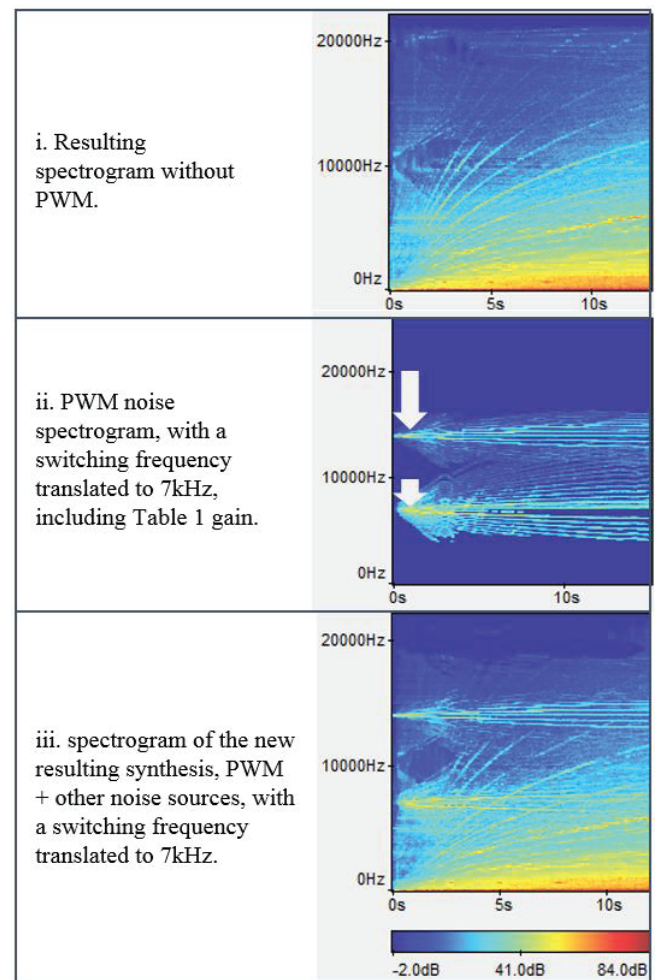 20000Hz
i. Resulting
spectrogram without
PWM.
10000Hz
0Hz
0s 5s 10s
20000Hz
ii. PWM noise
spectrogram, with a
switching frequency
translated to 7kHz,
including Table 1 gain.
10000Hz
0Hz
0s 10s
20000Hz
iii. spectrogram of the new
resulting synthesis, PWM
+ other noise sources, with
a switching frequency
translated to 7kHz.
10000Hz
0Hz
0s 5s 10s
-2.0dB 41.0dB 84.0dB